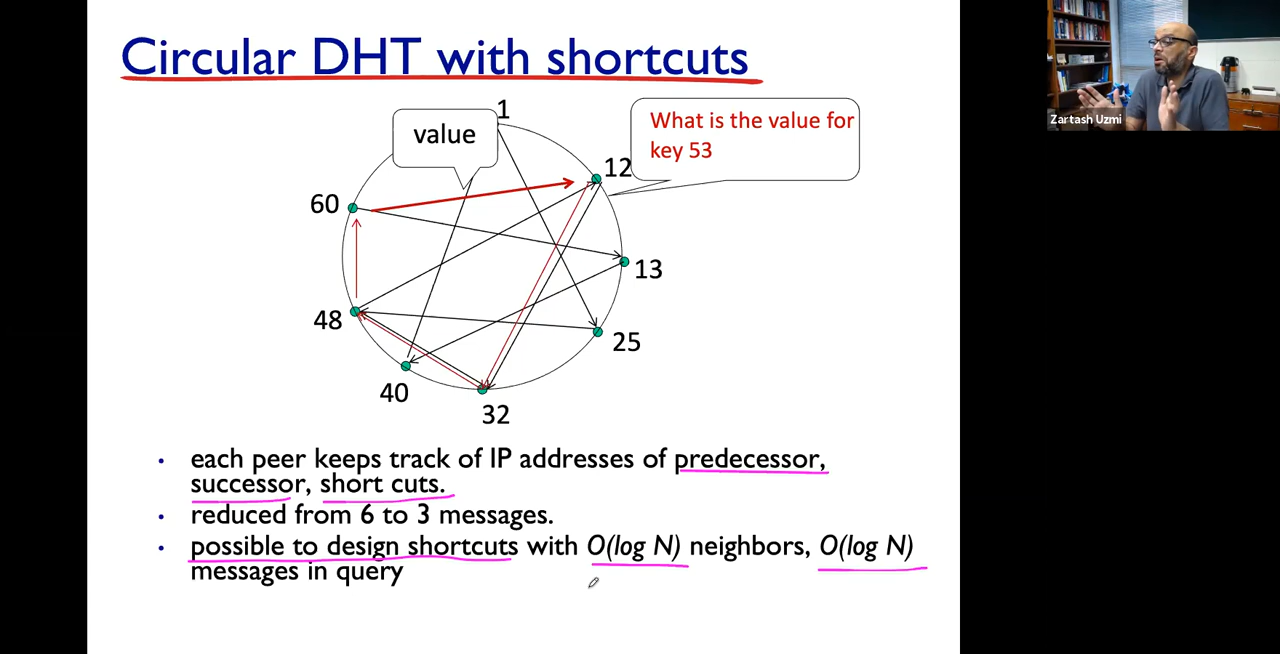 Circular DHT with shortcuts
Zartash Uzmi
1
value
What is the value for
key 53
12
60
13
48
25
40
32
• each peer keeps track of IP addresses of predecessor,
successor, short cuts.
• reduced from 6 to 3 messages.
• possible to design shortcuts with O(log N) neighbors, O(log N)
messages in query